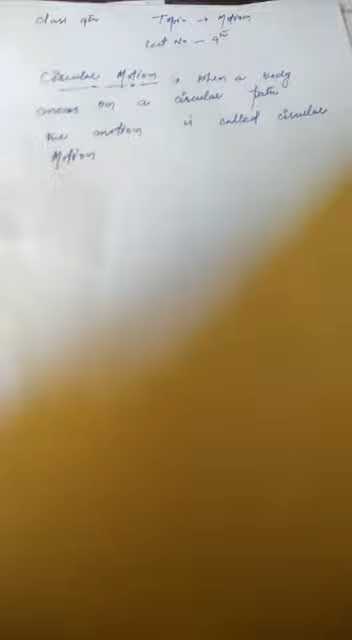 Class 9th Topic → Motion
Lect No - 9th
Circular Motion, When a body
moves on a circular path
the motion is called circular
Motion